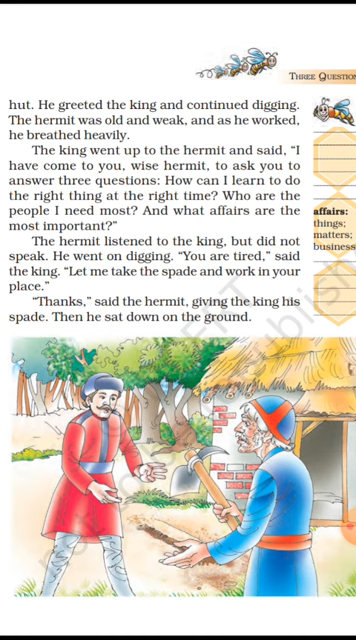 THREE QUESTION
hut. He greeted the king and continued digging.
The hermit was old and weak, and as he worked,
he breathed heavily.
The king went up to the hermit and said, “I
have come to you, wise hermit, to ask you to
answer three questions: How can I learn to do
the right thing at the right time? Who are the
people I need most? And what affairs are the
most important?”
The hermit listened to the king, but did not
speak. He went on digging. “You are tired,” said
the king. “Let me take the spade and work in your
place.”
“Thanks,” said the hermit, giving the king his
spade. Then he sat down on the ground.
affairs:
things;
matters;
business